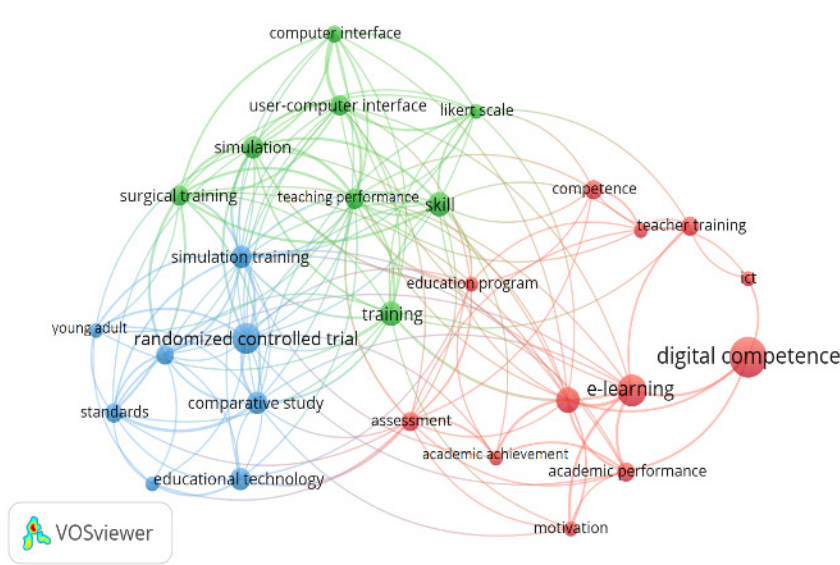 computer interface
user-computer interface
likert scale
simulation
surgical training
teaching performance
skill
competence
teacher training
simulation training
ict
education program
training
young adult
randomized controlled trial
digital competence
e-learning
comparative study
standards
assessment
academic achievement
academic performance
educational technology
motivation
VOSviewer